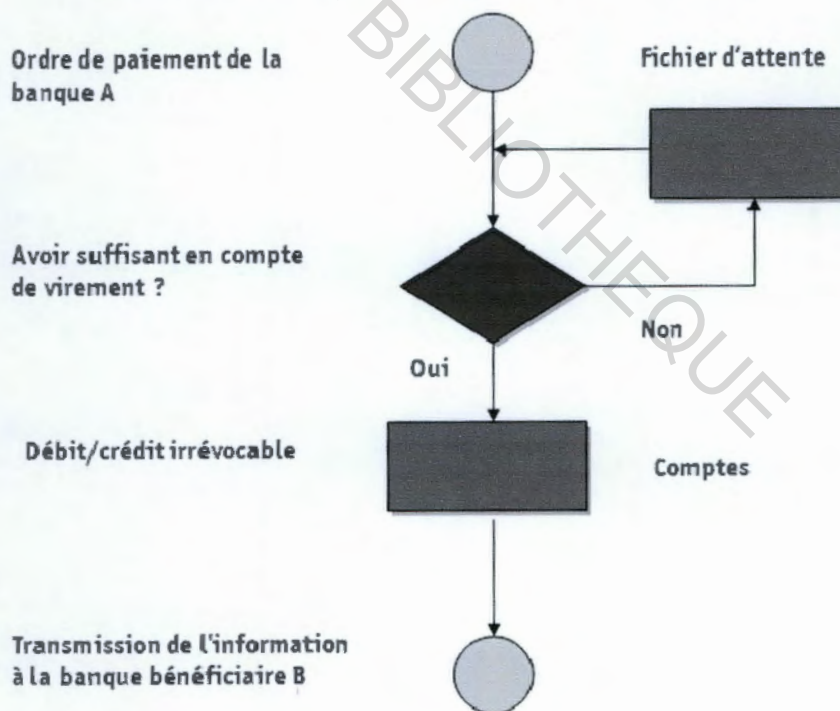 Ordre de paiement de la
banque A
Fichier d'attente
Avoir suffisant en compte
de virement ?
Non
Oui
Débit/crédit irrévocable
Comptes
Transmission de l'information
à la banque bénéficiaire B
BIBLIOTHEQUE